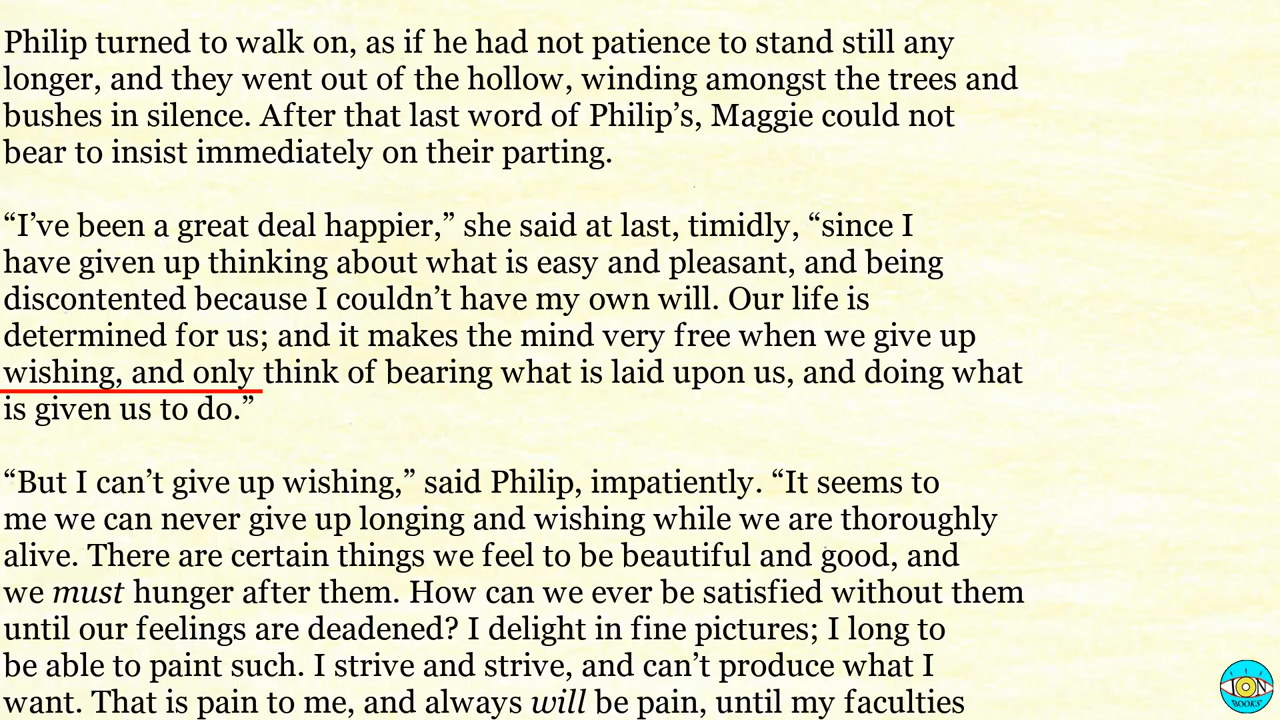 Philip turned to walk on, as if he had not patience to stand still any
longer, and they went out of the hollow, winding amongst the trees and
bushes in silence. After that last word of Philip’s, Maggie could not
bear to insist immediately on their parting.
“I’ve been a great deal happier,” she said at last, timidly, “since I
have given up thinking about what is easy and pleasant, and being
discontented because I couldn’t have my own will. Our life is
determined for us; and it makes the mind very free when we give up
wishing, and only think of bearing what is laid upon us, and doing what
is given us to do.”
“But I can’t give up wishing,” said Philip, impatiently. “It seems to
me we can never give up longing and wishing while we are thoroughly
alive. There are certain things we feel to be beautiful and good, and
we must hunger after them. How can we ever be satisfied without them
until our feelings are deadened? I delight in fine pictures; I long to
be able to paint such. I strive and strive, and can’t produce what I
want. That is pain to me, and always will be pain, until my faculties
ION
BOOKS